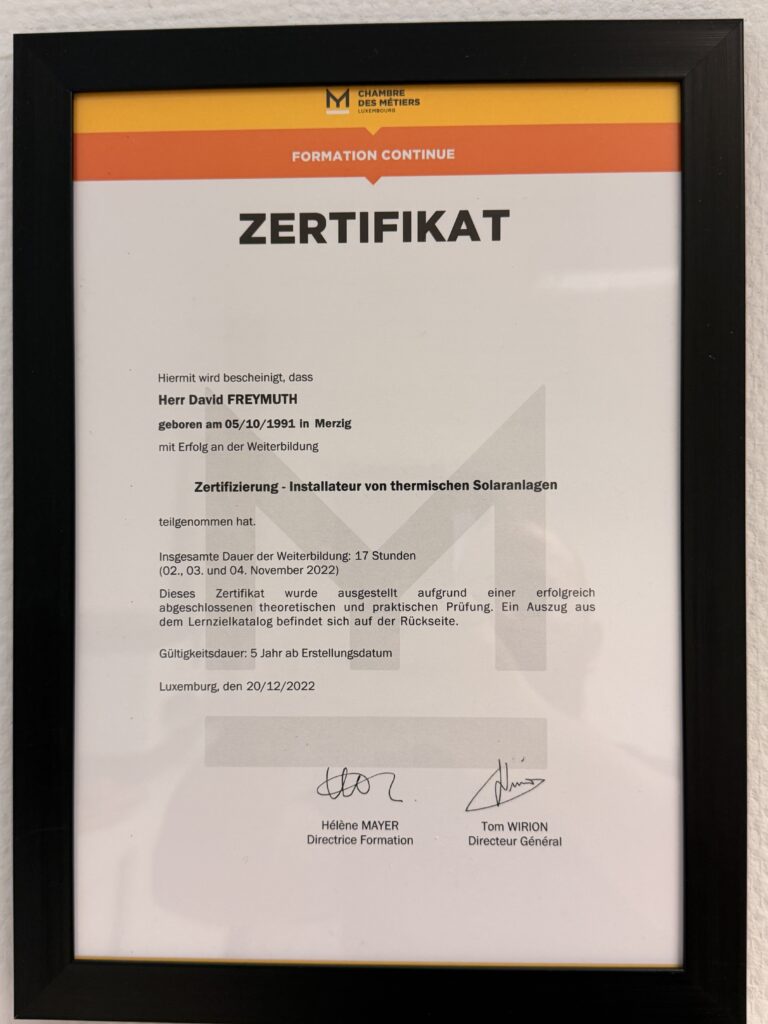 CHAMBRE
DES MÉTIERS
LUXEMBOURG
FORMATION CONTINUE
ZERTIFIKAT
Hiermit wird bescheinigt, dass
Herr David FREYMUTH
geboren am 05/10/1991 in Merzig
mit Erfolg an der Weiterbildung
Zertifizierung - Installateur von thermischen Solaranlagen
teilgenommen hat.
Insgesamte Dauer der Weiterbildung: 17 Stunden
(02., 03. und 04. November 2022)
Dieses Zertifikat wurde ausgestellt aufgrund einer erfolgreich
abgeschlossenen theoretischen und praktischen Prüfung. Ein Auszug aus
dem Lernzielkatalog befindet sich auf der Rückseite.
Gültigkeitsdauer: 5 Jahr ab Erstellungsdatum
Luxemburg, den 20/12/2022
Hélène MAYER
Directrice Formation
Tom WIRION
Directeur Général